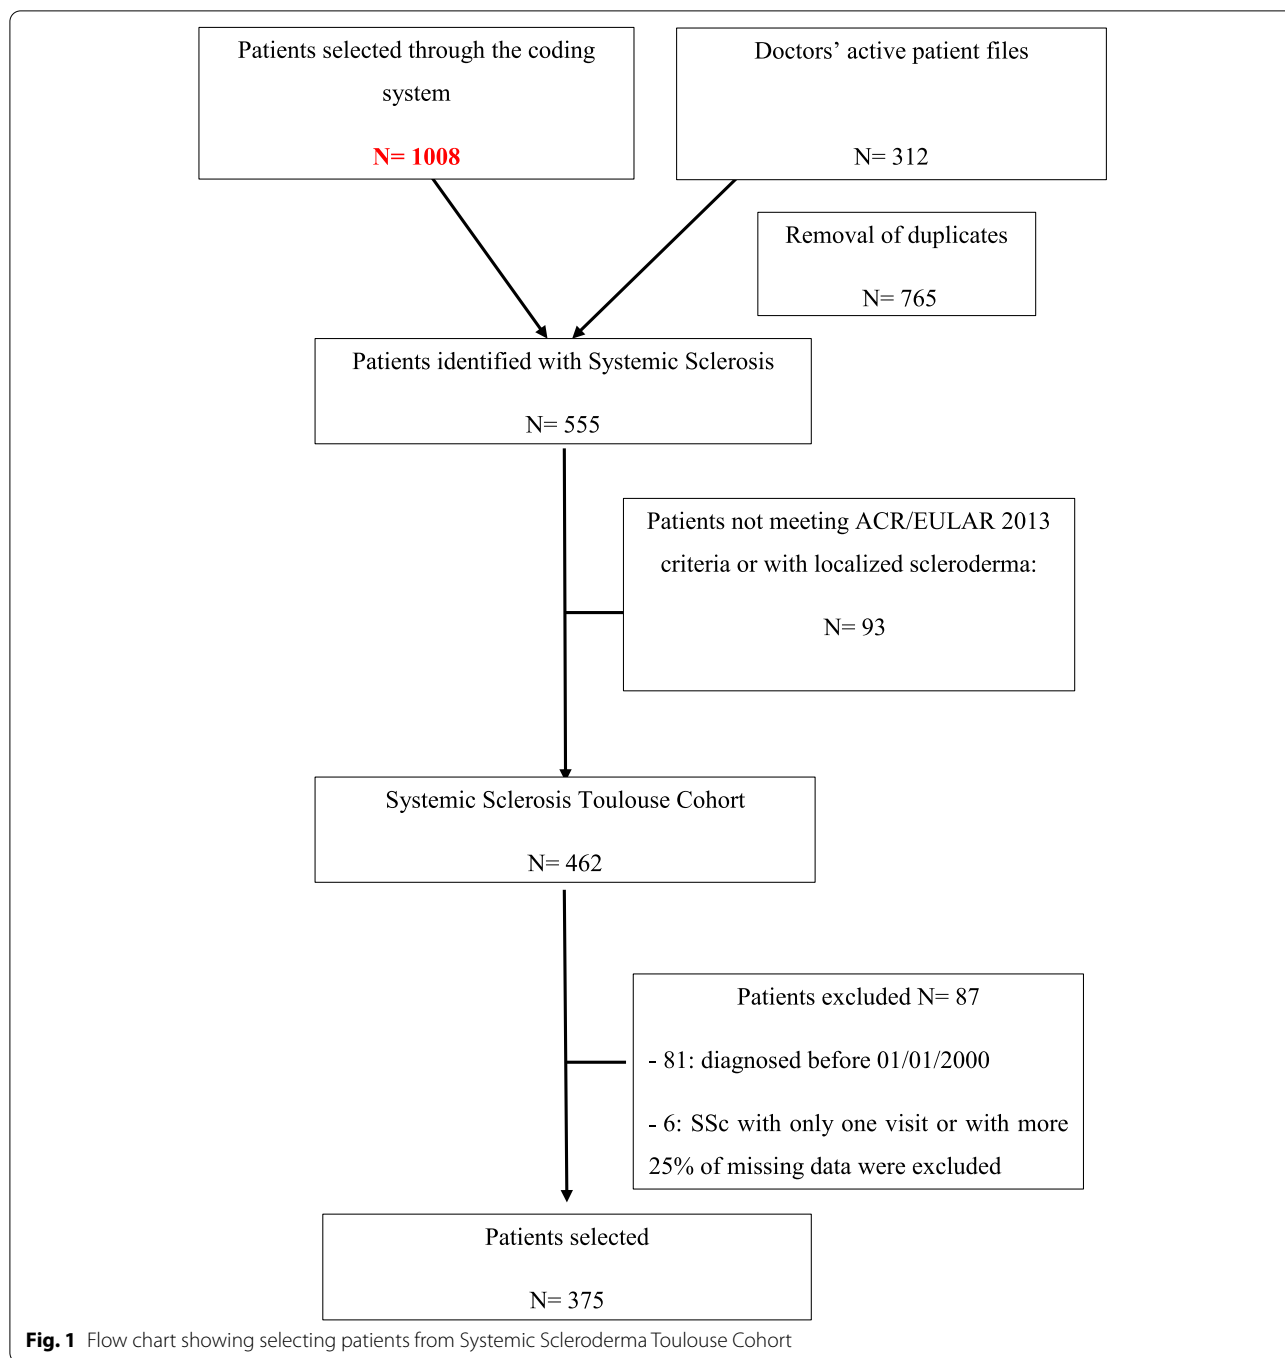 Patients selected through the coding
system
N= 1008
Doctors’ active patient files
N= 312
Removal of duplicates
N= 765
Patients identified with Systemic Sclerosis
N= 555
Patients not meeting ACR/EULAR 2013
criteria or with localized scleroderma:
N= 93
Systemic Sclerosis Toulouse Cohort
N= 462
Patients excluded N= 87
- 81: diagnosed before 01/01/2000
- 6: SSc with only one visit or with more
25% of missing data were excluded
Patients selected
N= 375
Fig. 1 Flow chart showing selecting patients from Systemic Scleroderma Toulouse Cohort